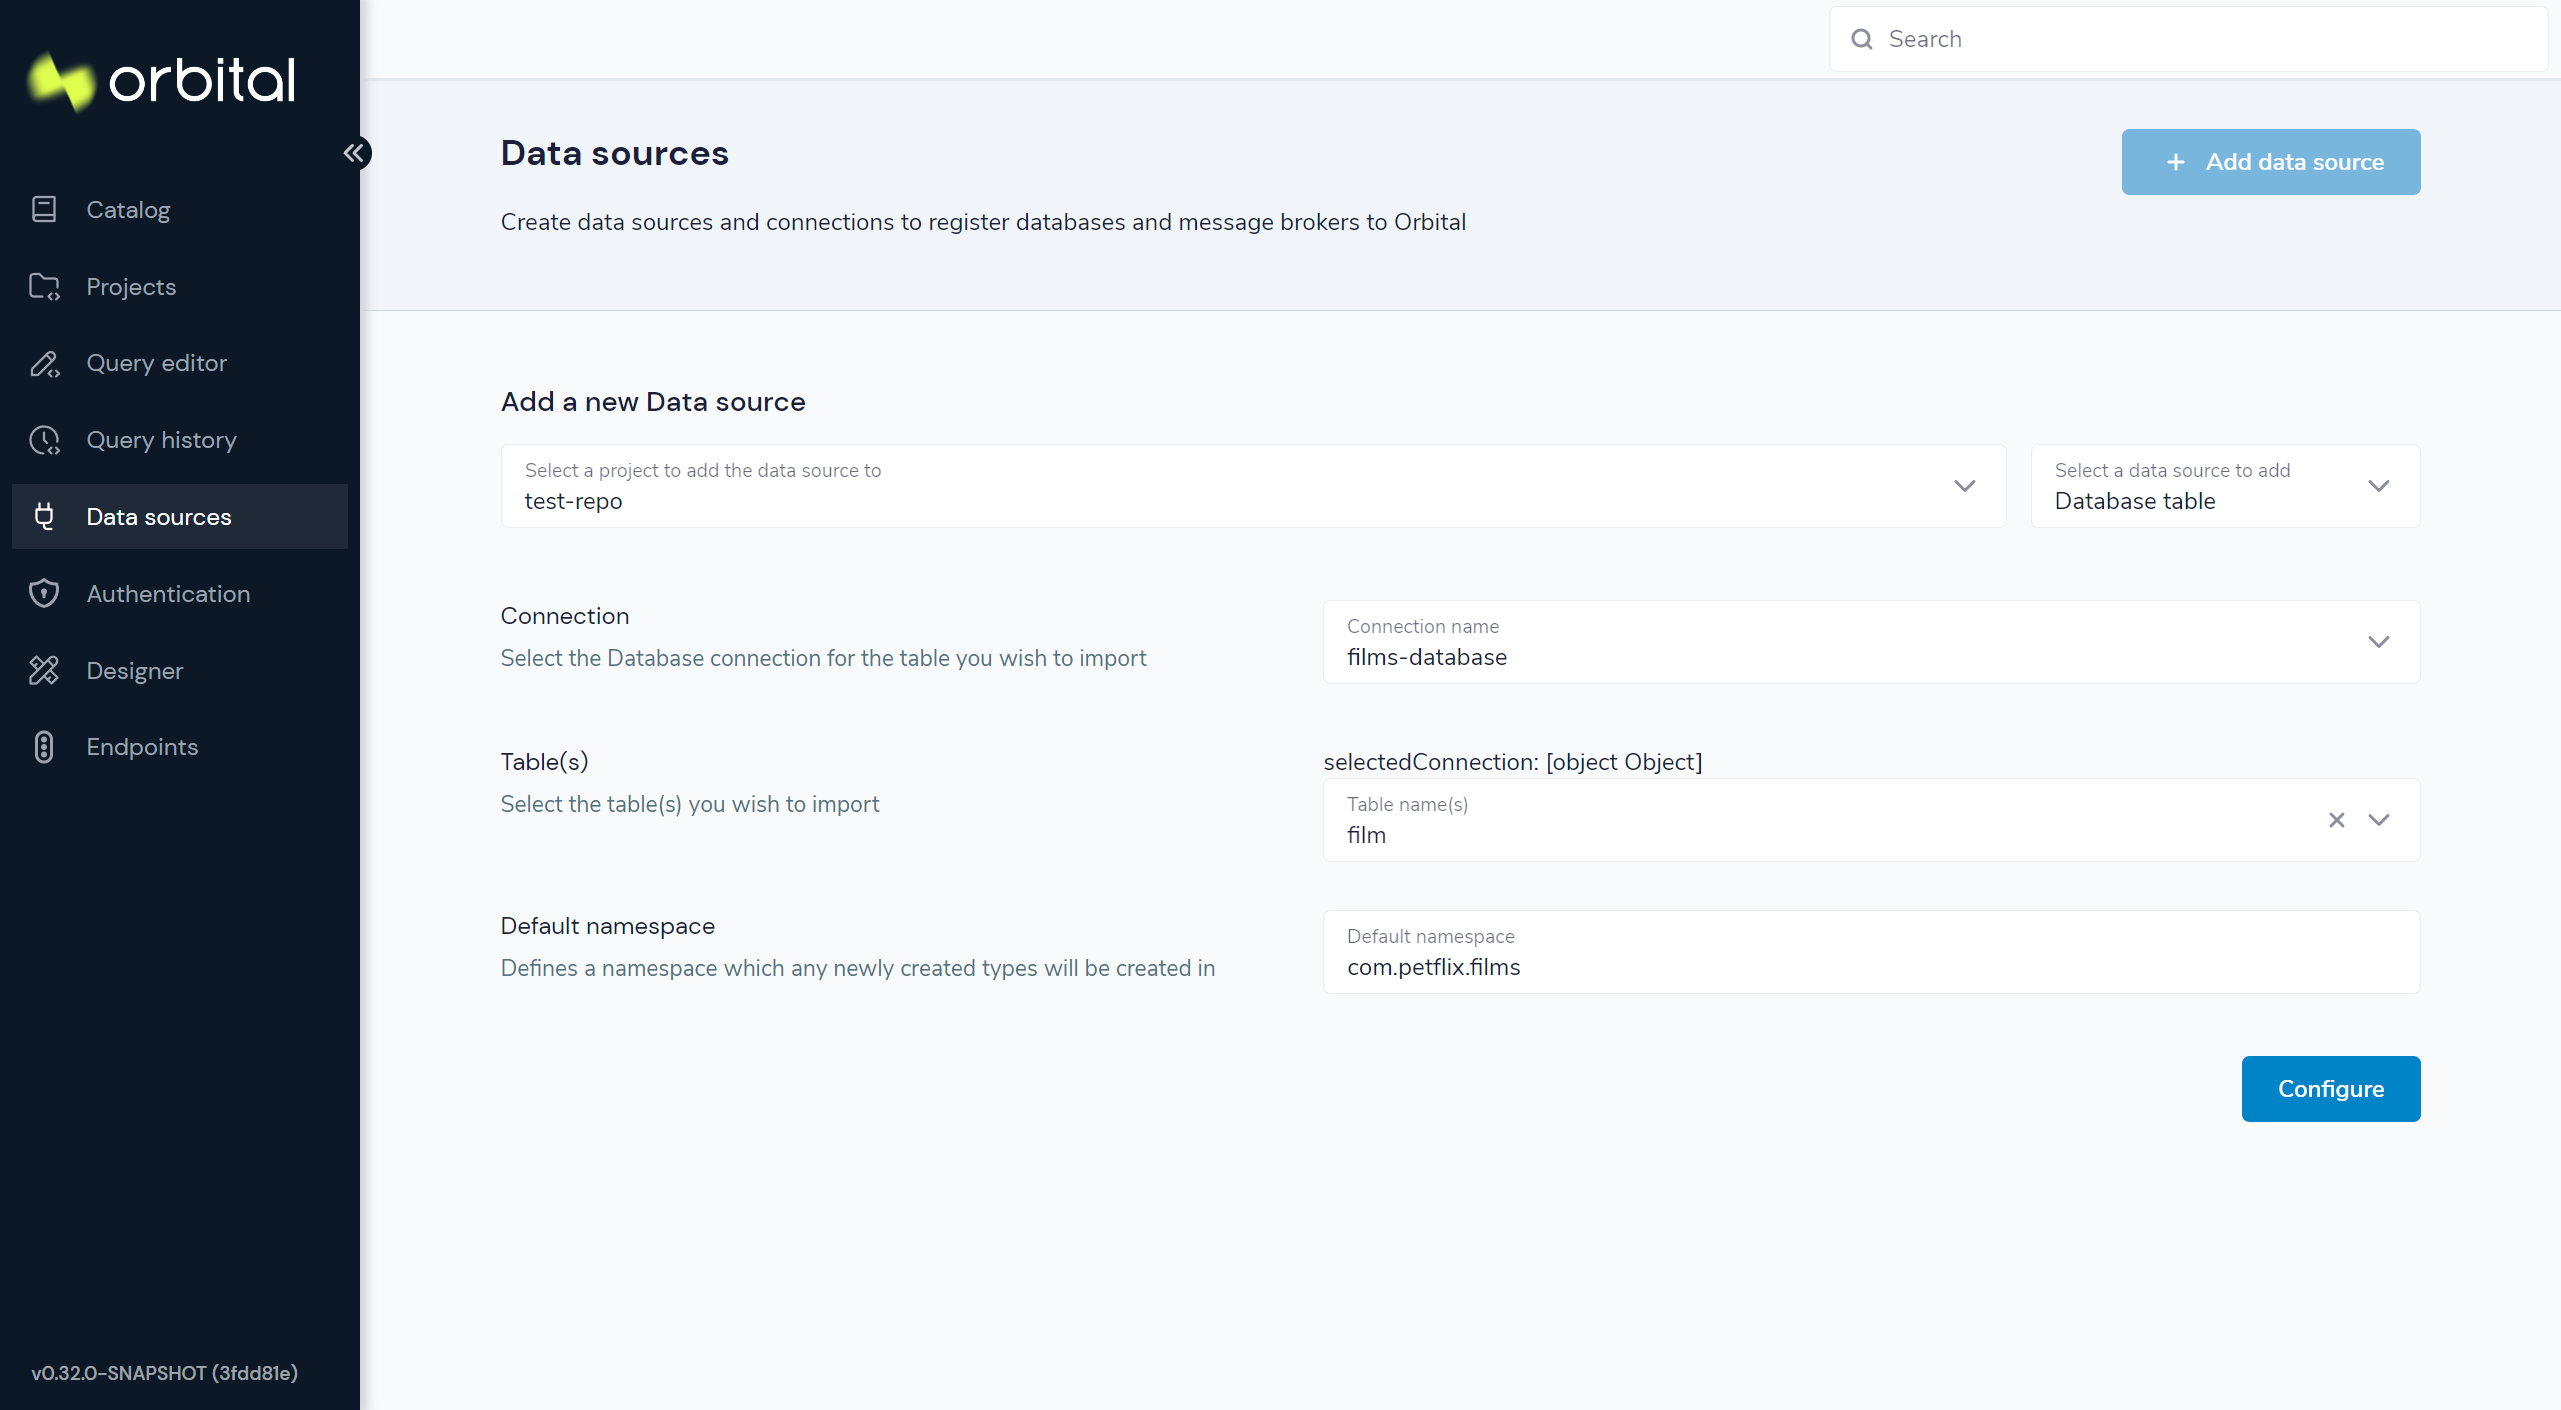 orbital
Search
Catalog
Projects
Query editor
Query history
Data sources
Authentication
Designer
Endpoints
v0.32.0-SNAPSHOT (3fdd81e)
Data sources
Add data source
Create data sources and connections to register databases and message brokers to Orbital
Add a new Data source
Select a project to add the data source to
test-repo
Select a data source to add
Database table
Connection
Select the Database connection for the table you wish to import
Connection name
films-database
Table(s)
Select the table(s) you wish to import
selectedConnection: [object Object]
Table name(s)
film
Default namespace
Defines a namespace which any newly created types will be created in
Default namespace
com.petflix.films
Configure